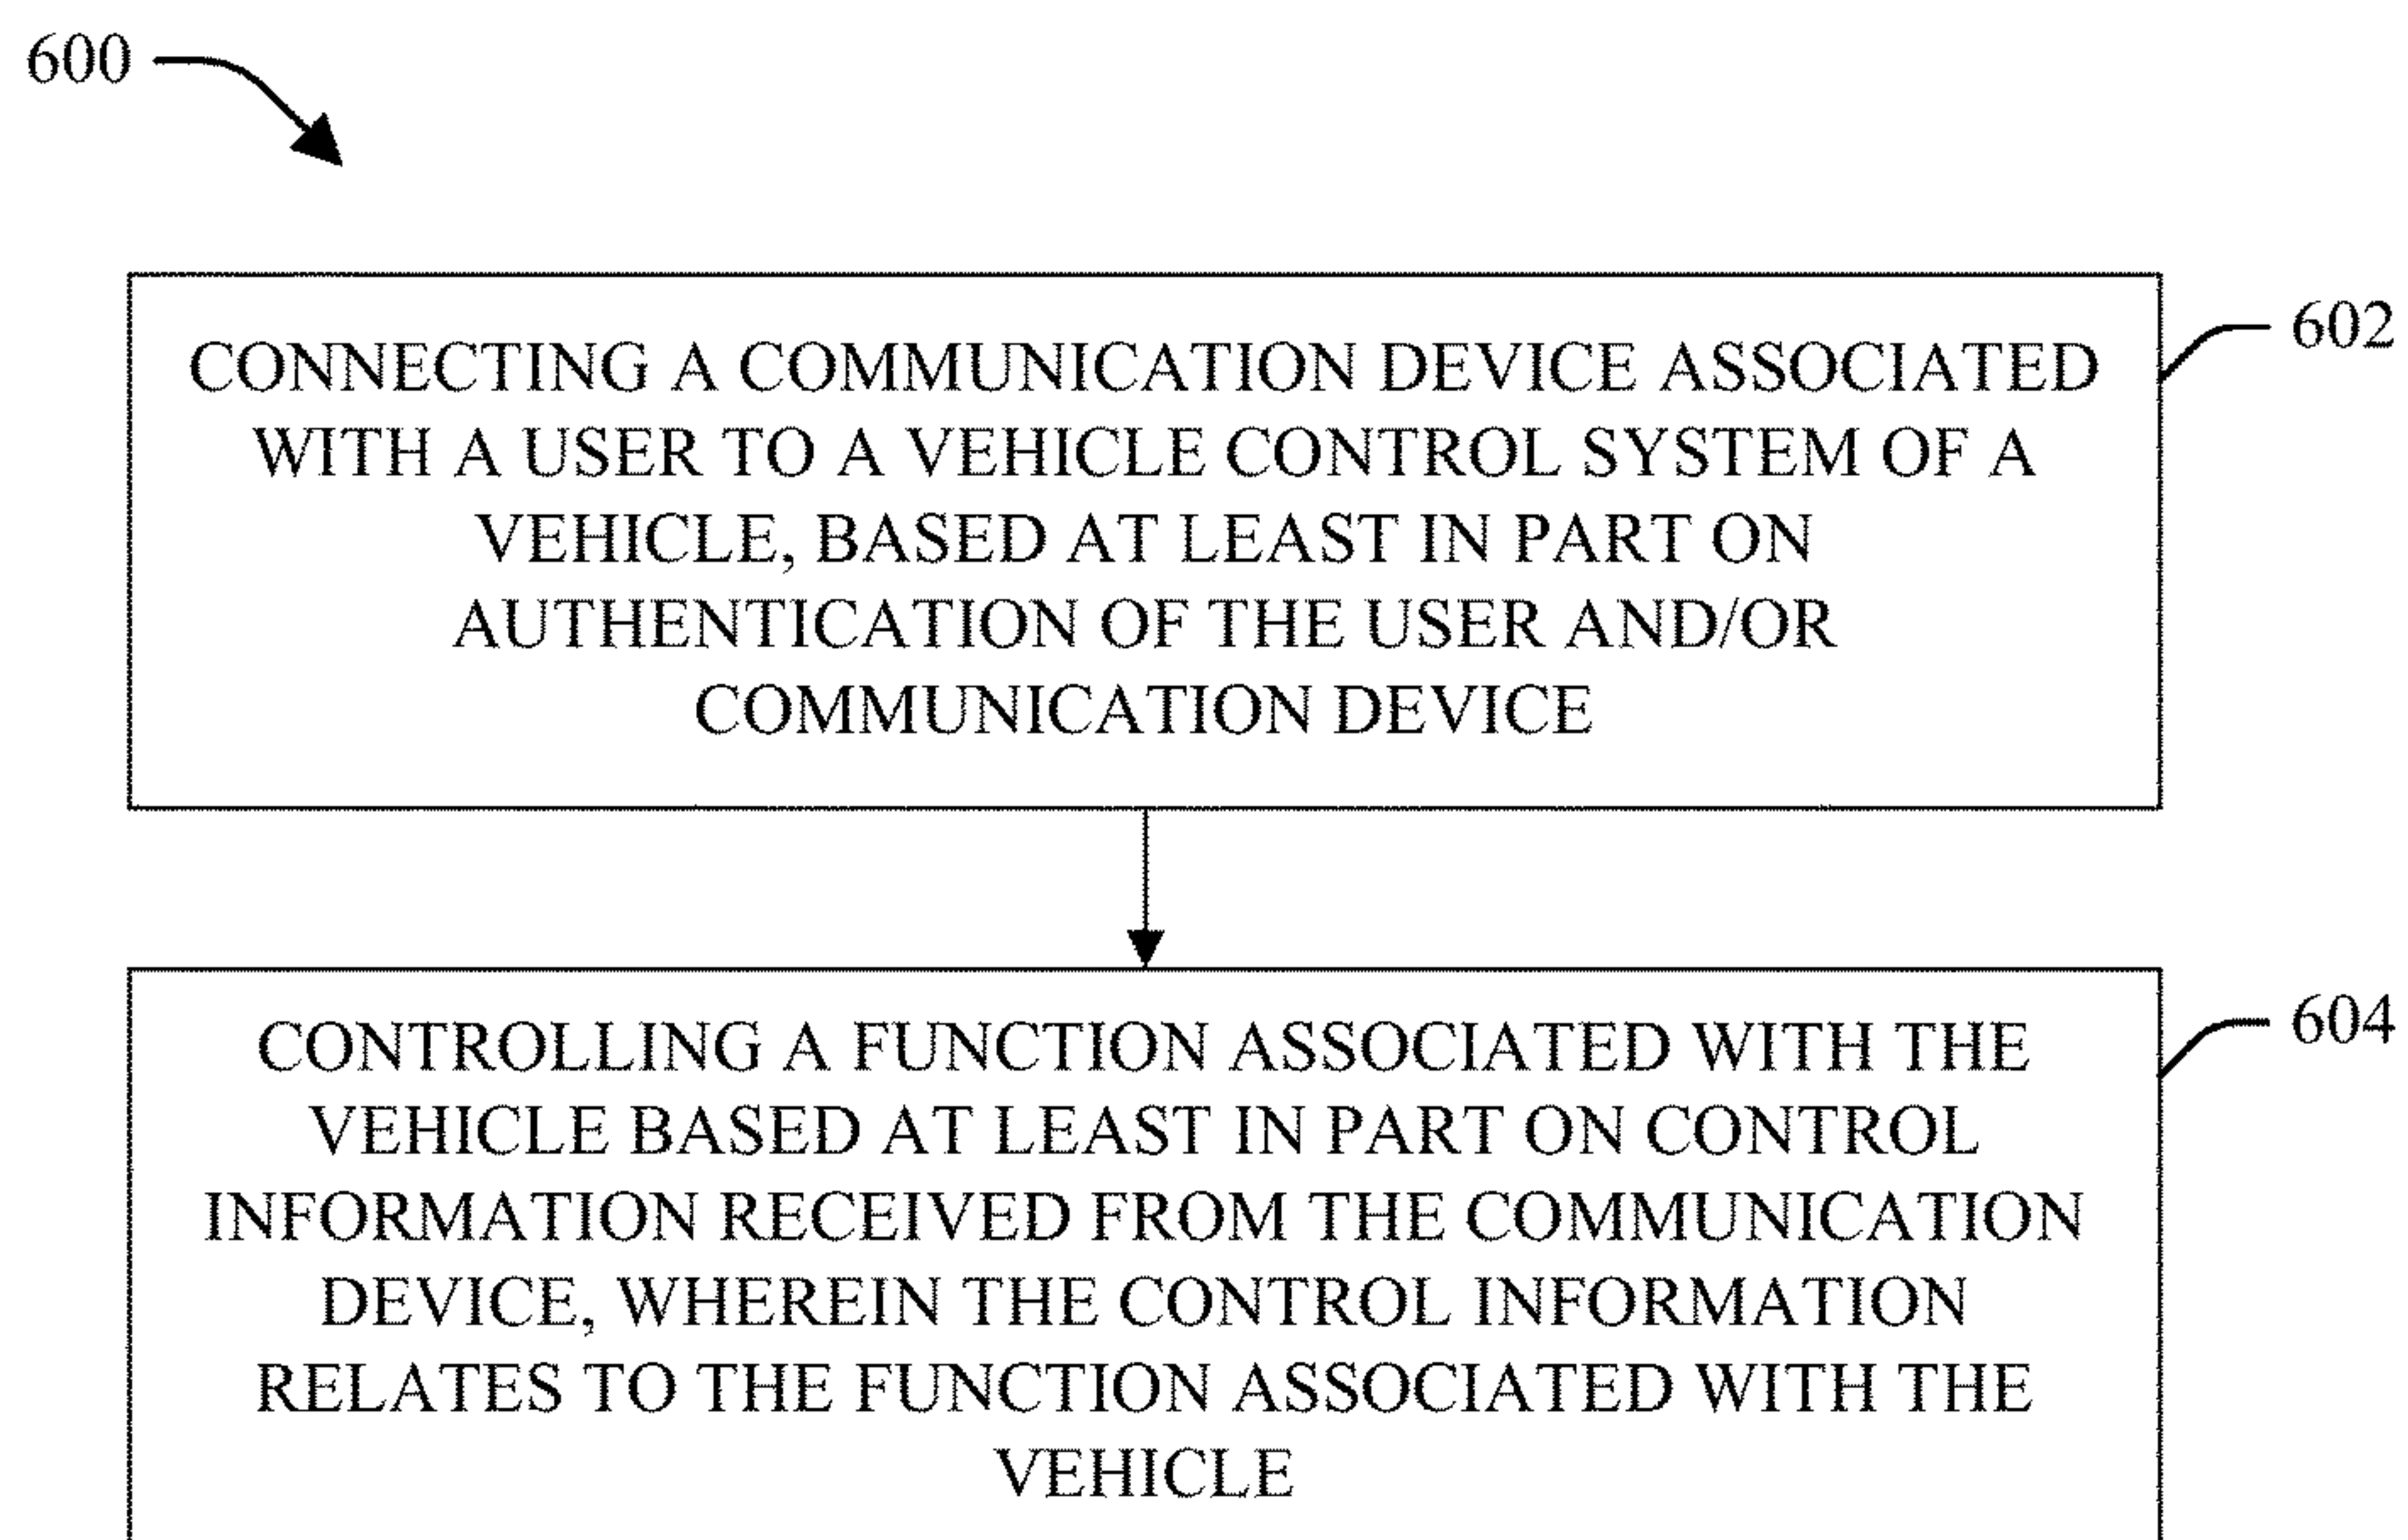 600
602
CONNECTING A COMMUNICATION DEVICE ASSOCIATED
WITH A USER TO A VEHICLE CONTROL SYSTEM OF A
VEHICLE, BASED AT LEAST IN PART ON
AUTHENTICATION OF THE USER AND/OR
COMMUNICATION DEVICE
604
CONTROLLING A FUNCTION ASSOCIATED WITH THE
VEHICLE BASED AT LEAST IN PART ON CONTROL
INFORMATION RECEIVED FROM THE COMMUNICATION
DEVICE, WHEREIN THE CONTROL INFORMATION
RELATES TO THE FUNCTION ASSOCIATED WITH THE
VEHICLE